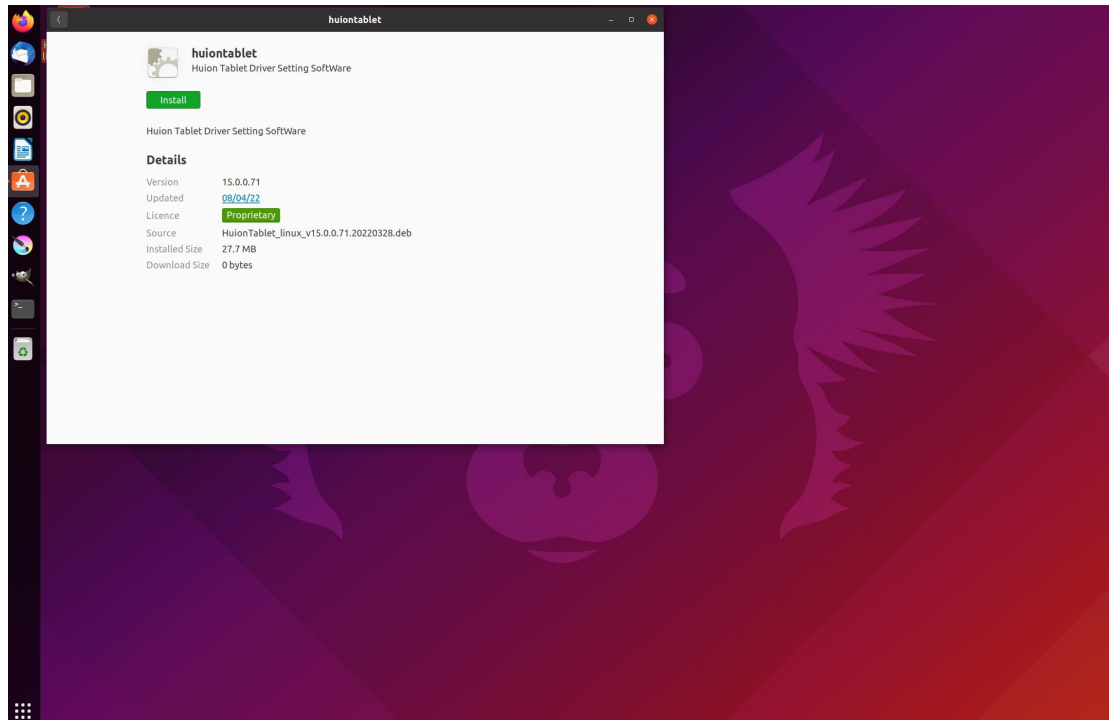 huiontablet
huiontablet
Huion Tablet Driver Setting SoftWare
Install
Huion Tablet Driver Setting SoftWare
Details
Version 15.0.0.71
Updated 08/04/22
Licence Proprietary
Source HuionTablet_linux_v15.0.0.71.20220328.deb
Installed Size 27.7 MB
Download Size 0 bytes